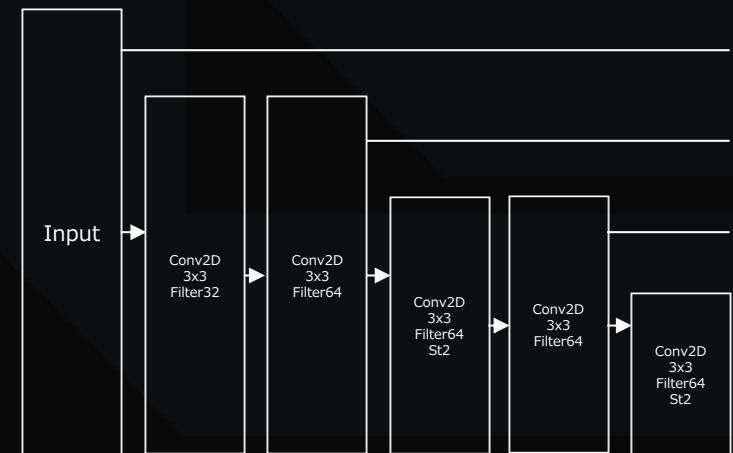 Input
Conv2D
3x3
Filter32
Conv2D
3x3
Filter64
Conv2D
3x3
Filter64
St2
Conv2D
3x3
Filter64
Conv2D
3x3
Filter64
St2